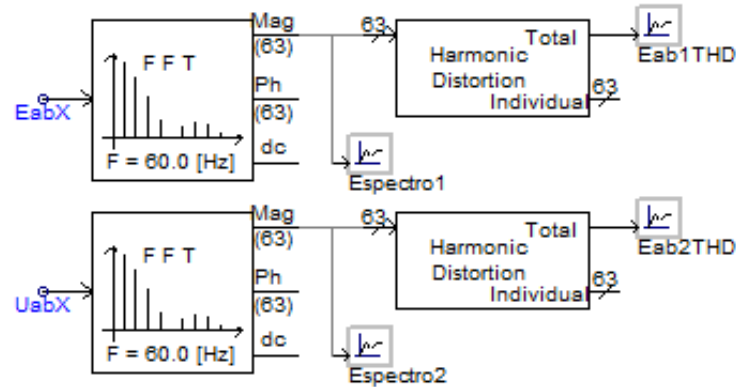 Mag
(63)
63
Total
Eab1THD
F F T
Harmonic
Distortion
Ph
(63)
63
Individual
EabX
dc
F = 60.0 [Hz]
Espectro1
Mag
(63)
63
Total
Eab2THD
F F T
Harmonic
Distortion
Ph
(63)
63
Individual
UabX
dc
F = 60.0 [Hz]
Espectro2